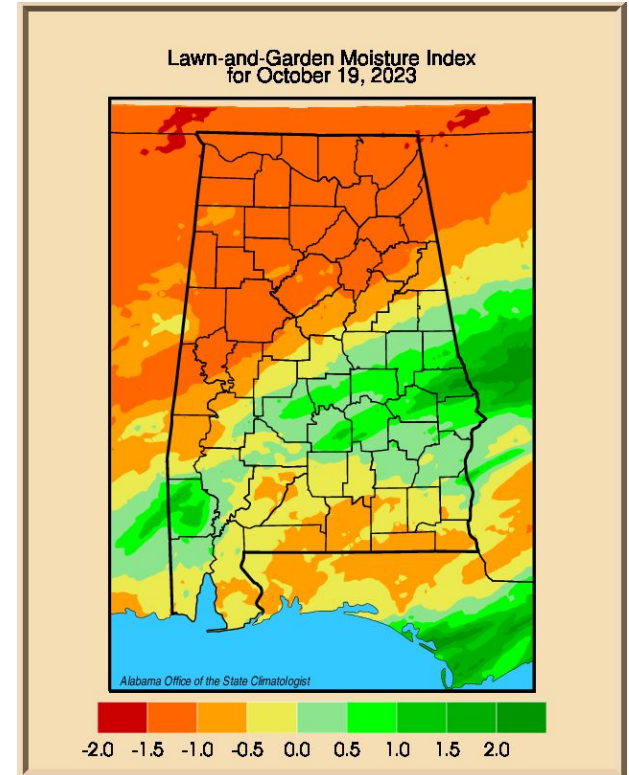 Lawn-and-Garden Moisture Index
for October 19, 2023
Alabama Office of the State Climatologist
-2.0 -1.5 -1.0 -0.5 0.0 0.5 1.0 1.5 2.0